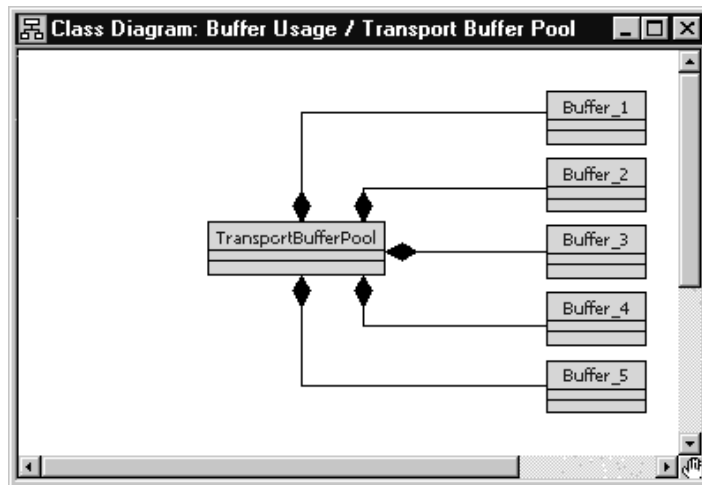 Class Diagram: Buffer Usage / Transport Buffer Pool
Buffer_1
Buffer_2
TransportBufferPool
Buffer_3
Buffer_4
Buffer_5